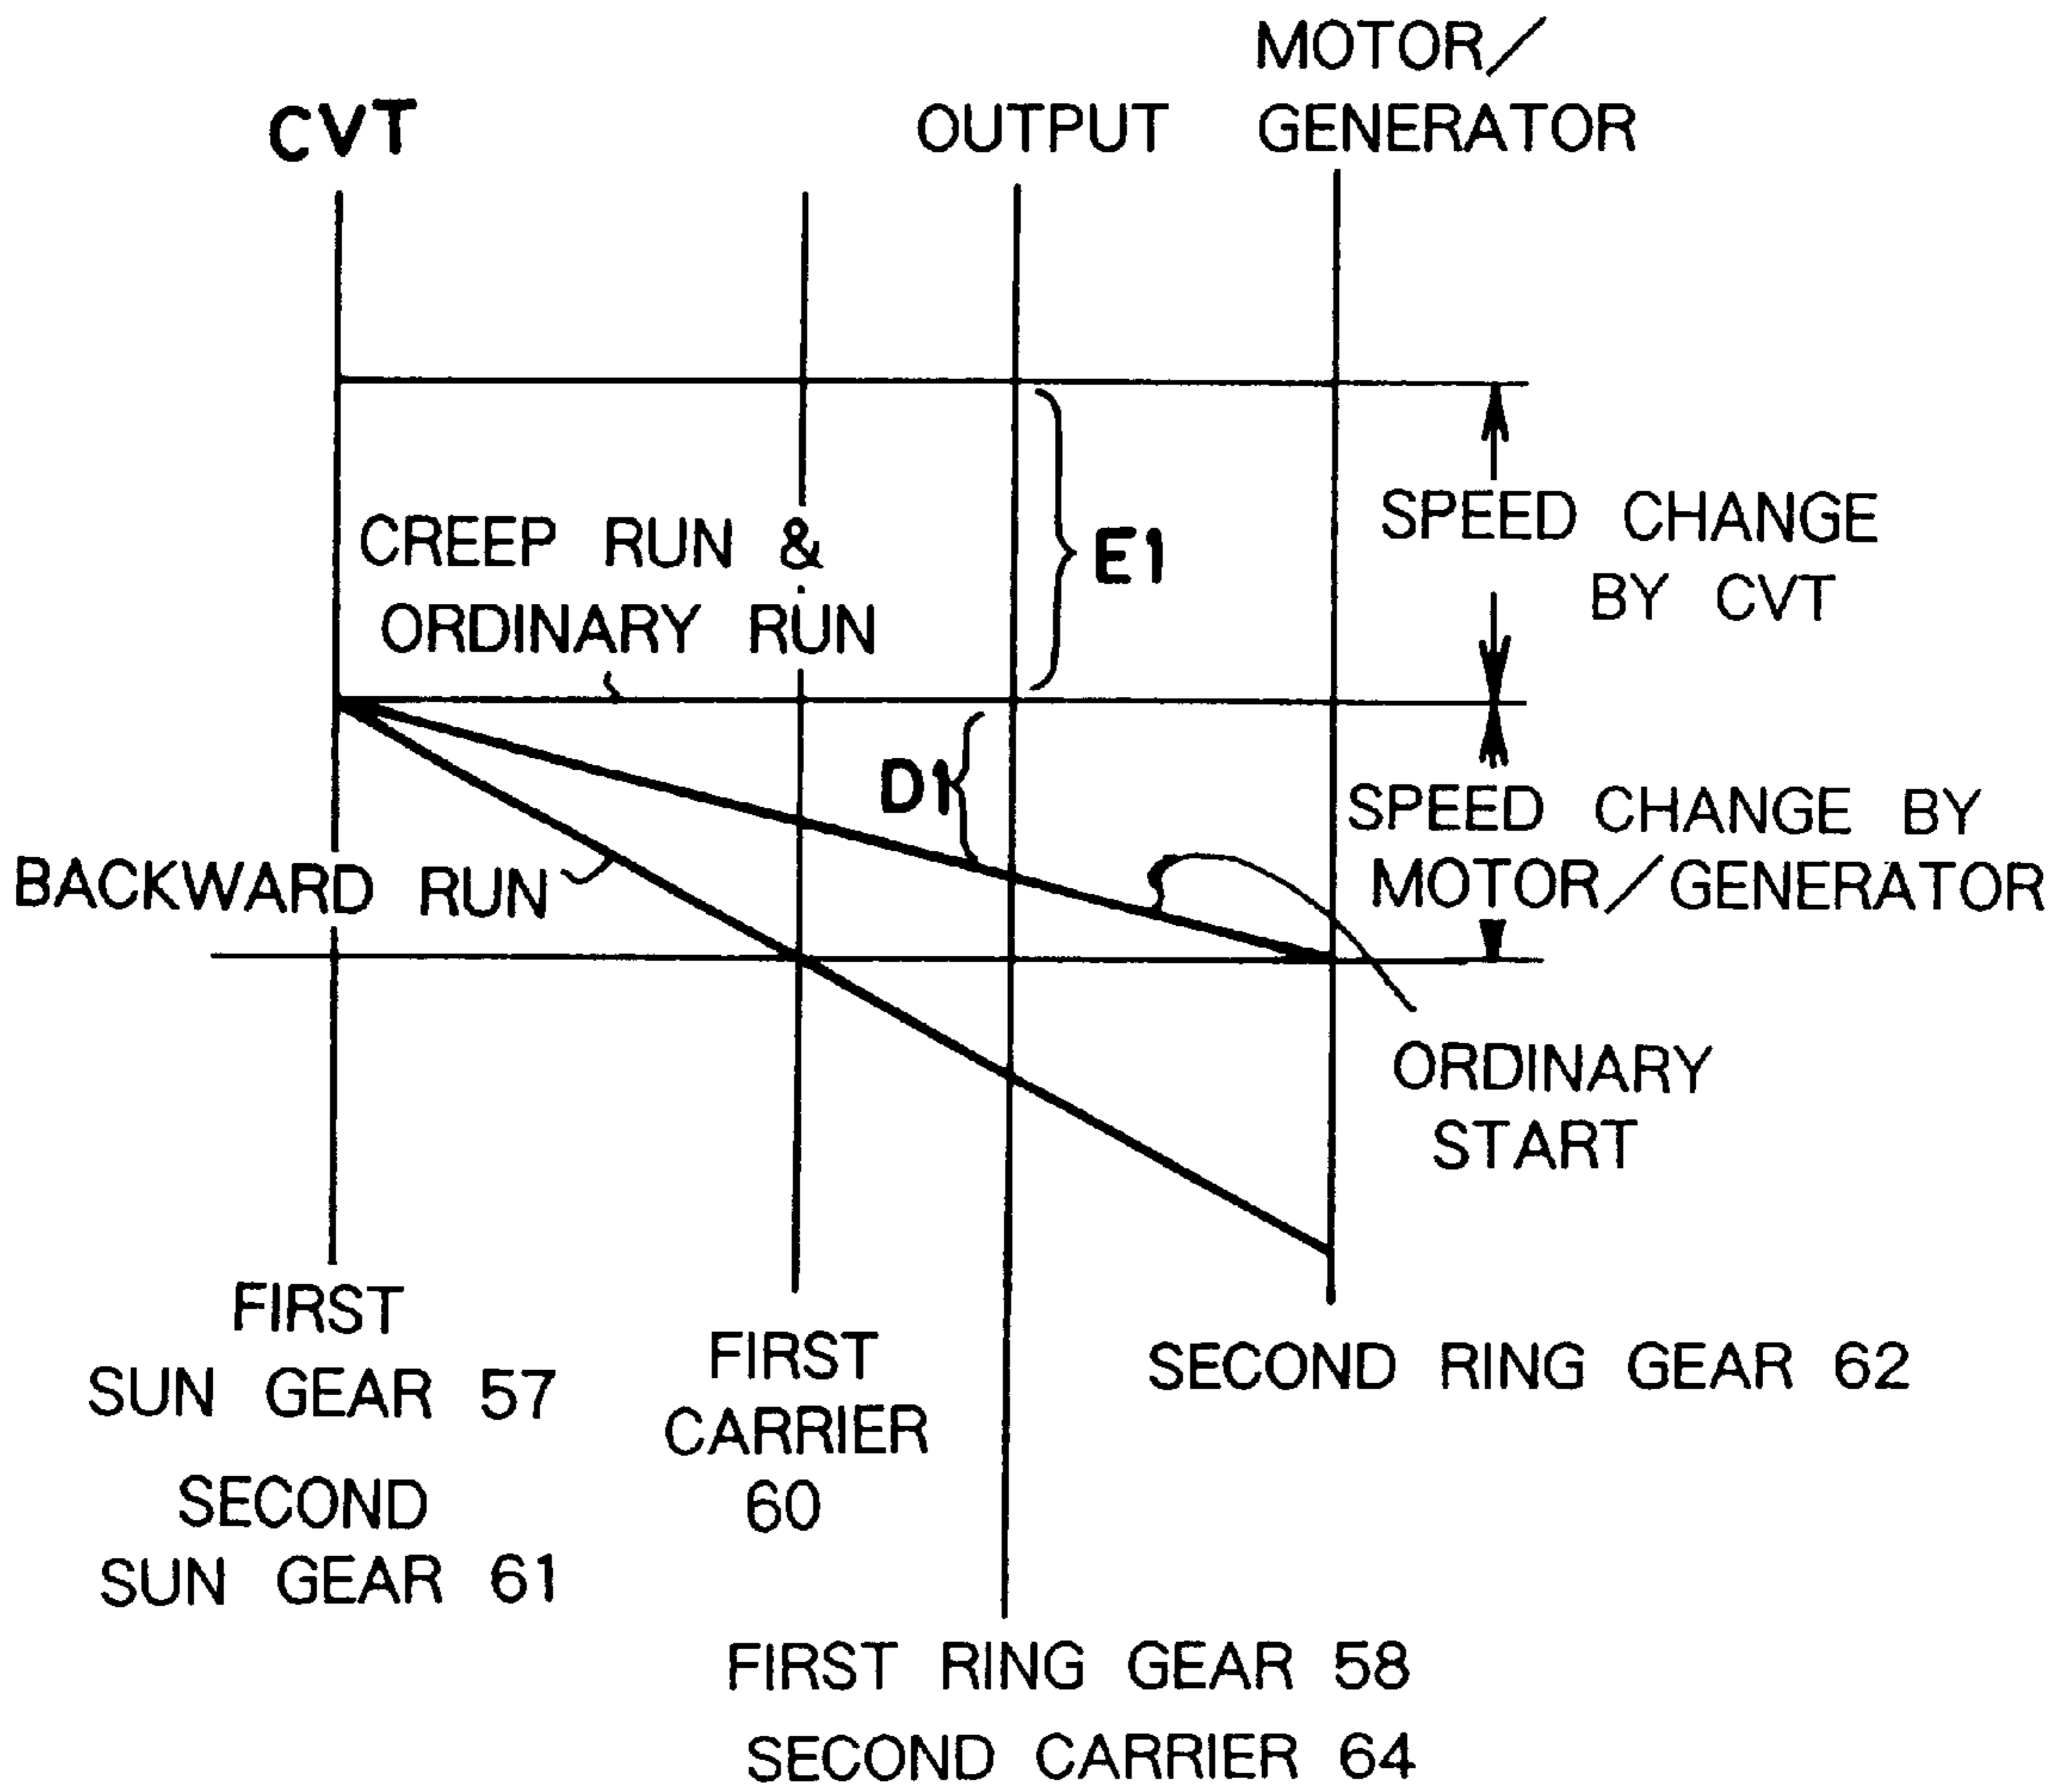 MOTOR/
GENERATOR
CVT
OUTPUT
CREEP RUN &
ORDINARY RUN
E1
SPEED CHANGE
BY CVT
D1
SPEED CHANGE BY
MOTOR/GENERATOR
BACKWARD RUN
ORDINARY
START
FIRST
SUN GEAR 57
SECOND
SUN GEAR 61
FIRST
CARRIER
60
SECOND RING GEAR 62
FIRST RING GEAR 58
SECOND CARRIER 64